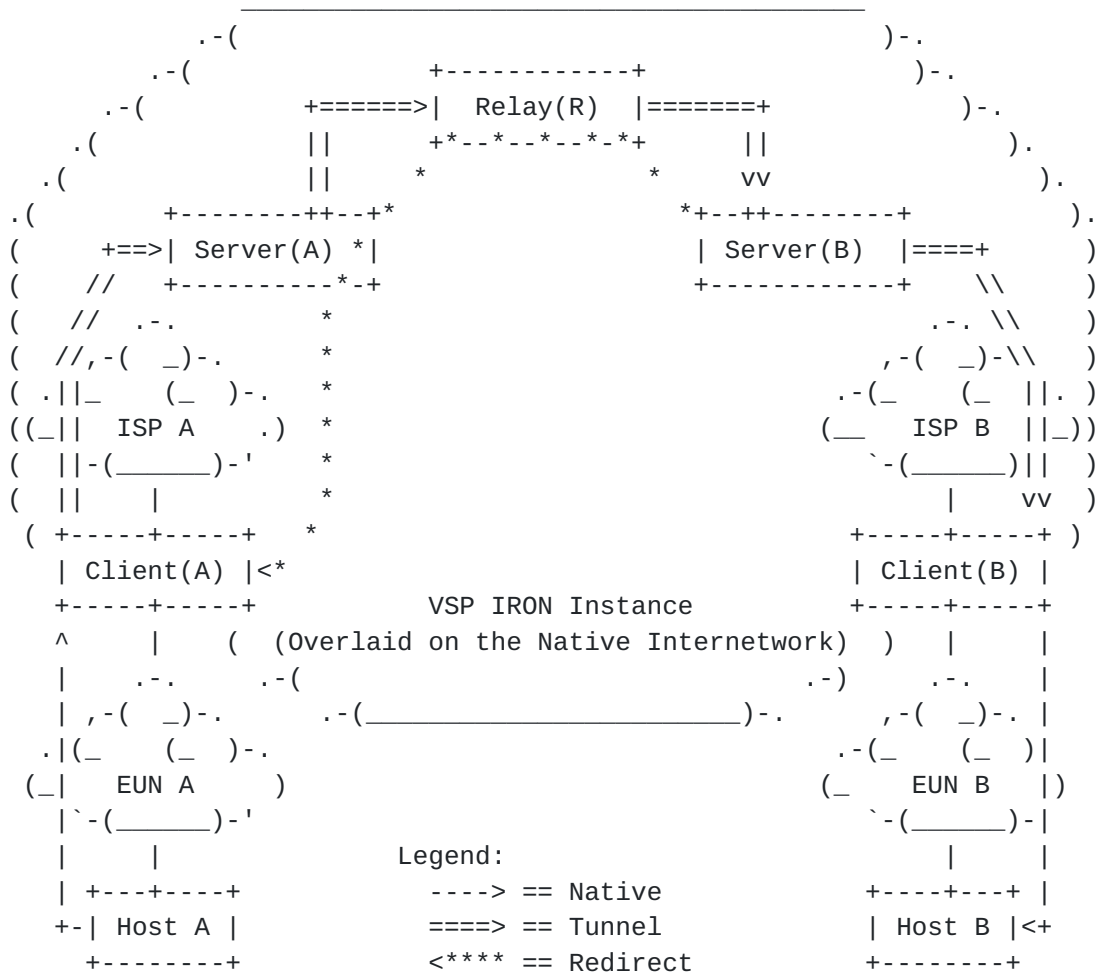 Relay(R)
Server(A) Server(B)
ISP A ISP B
Client(A) Client(B)
VSP IRON Instance
(Overlaid on the Native Internetwork)
EUN A EUN B
Legend:
----> == Native
Host A ====> == Tunnel Host B
<**** == Redirect